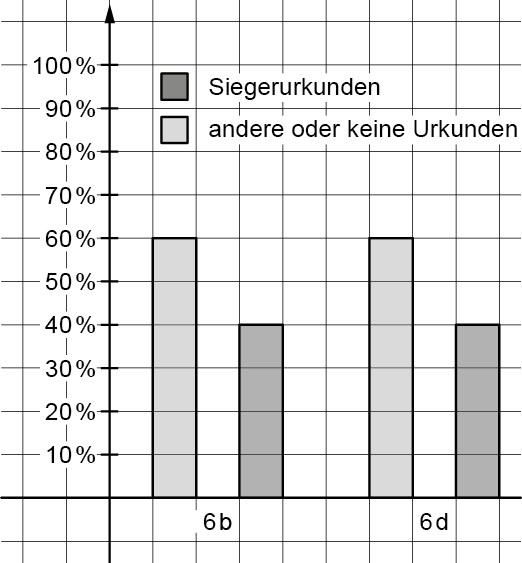 100 %
Siegerurkunden
90 %
andere oder keine Urkunden
80 %
70 %
60 %
50 %
40 %
30 %
20 %
10 %
6 b
6 d